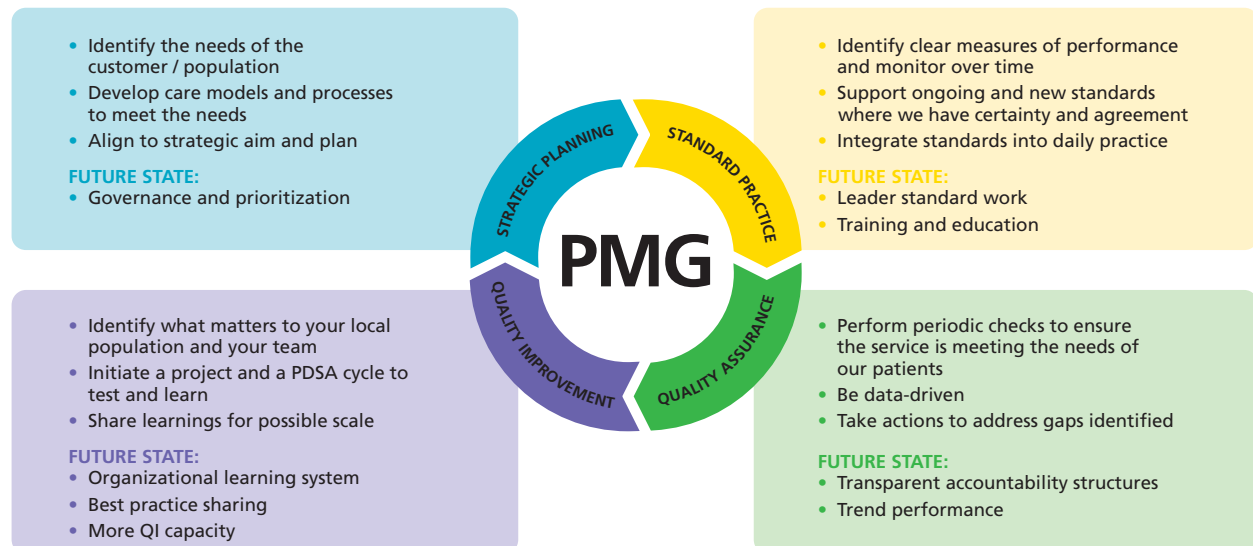 • Identify the needs of the
customer / population
• Develop care models and processes
to meet the needs
• Align to strategic aim and plan
FUTURE STATE:
• Governance and prioritization
• Identify clear measures of performance
and monitor over time
• Support ongoing and new standards
where we have certainty and agreement
• Integrate standards into daily practice
FUTURE STATE:
• Leader standard work
• Training and education
STRATEGIC PLANNING
STANDARD PRACTICE
PMG
QUALITY IMPROVEMENT
QUALITY ASSURANCE
• Identify what matters to your local
population and your team
• Initiate a project and a PDSA cycle to
test and learn
• Share learnings for possible scale
FUTURE STATE:
• Organizational learning system
• Best practice sharing
• More QI capacity
• Perform periodic checks to ensure
the service is meeting the needs of
our patients
• Be data-driven
• Take actions to address gaps identified
FUTURE STATE:
• Transparent accountability structures
• Trend performance